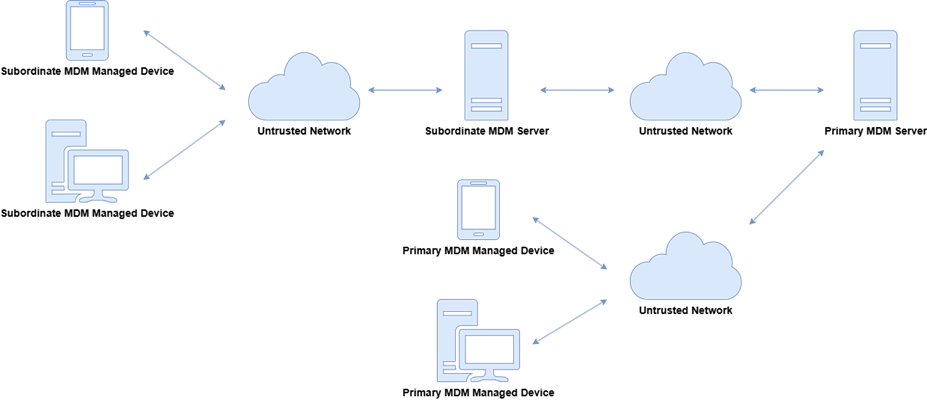 Subordinate MDM Managed Device
Untrusted Network
Subordinate MDM Server
Untrusted Network
Primary MDM Server
Subordinate MDM Managed Device
Primary MDM Managed Device
Untrusted Network
Primary MDM Managed Device